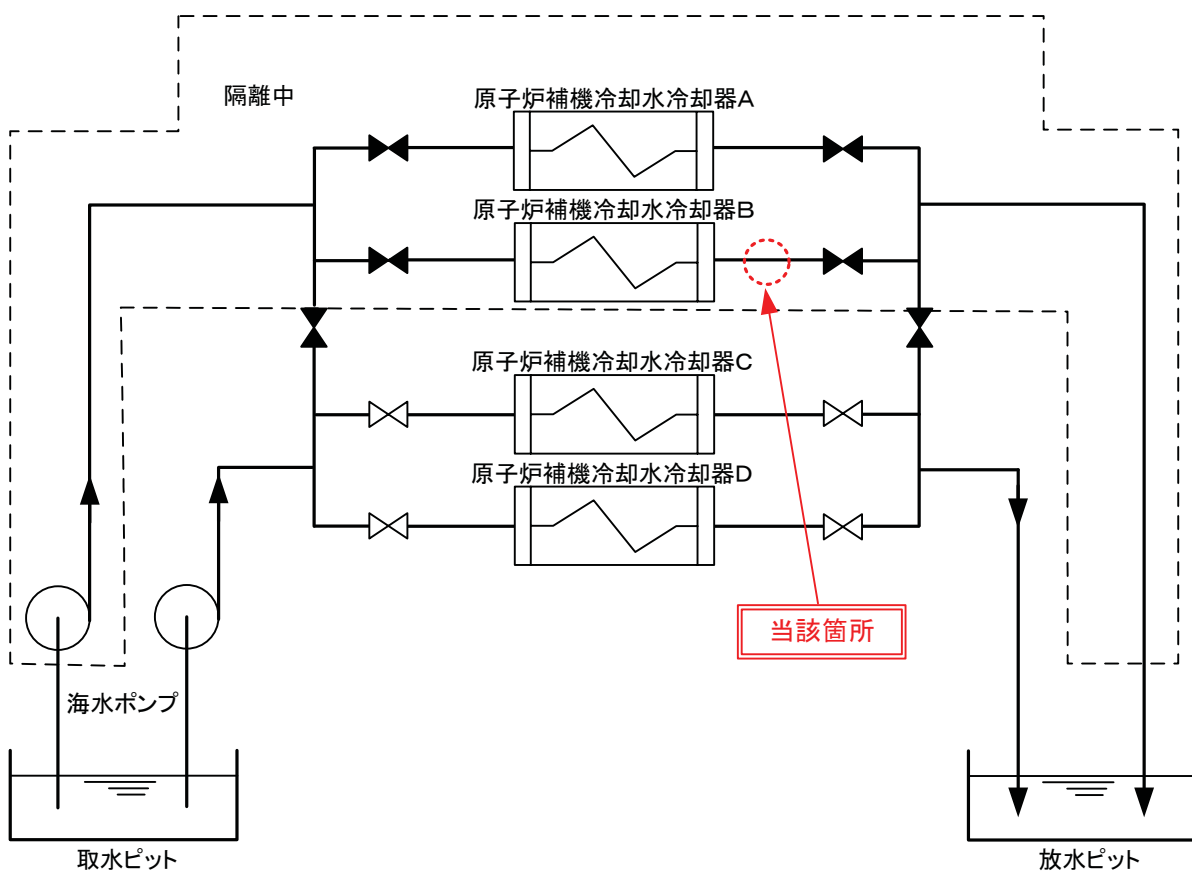 隔離中
原子炉補機冷却水冷却器A
原子炉補機冷却水冷却器B
原子炉補機冷却水冷却器C
原子炉補機冷却水冷却器D
当該箇所
海水ポンプ
取水ピット
放水ピット